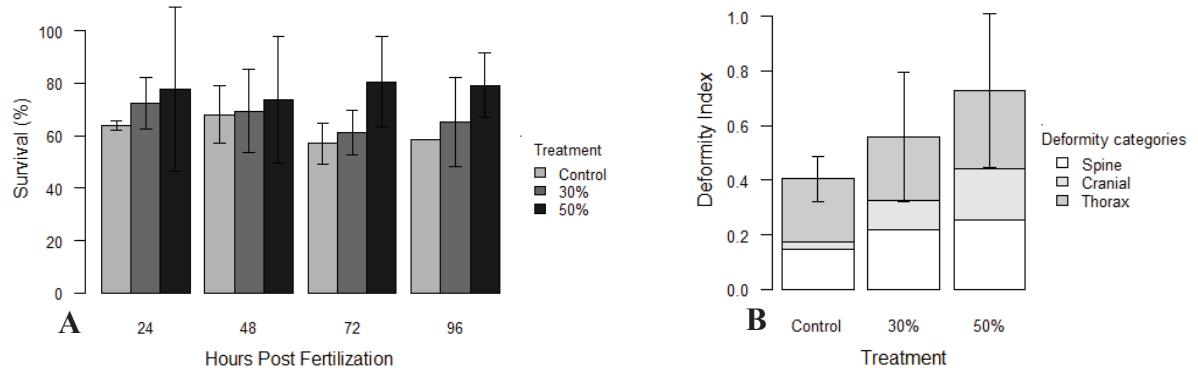 100
80
60
40
20
0
Survival (%)
Treatment
Control
30%
50%
24 48 72 96
Hours Post Fertilization
A
1.0
0.8
0.6
0.4
0.2
0.0
Deformity Index
Deformity categories
Spine
Cranial
Thorax
Control 30% 50%
Treatment
B